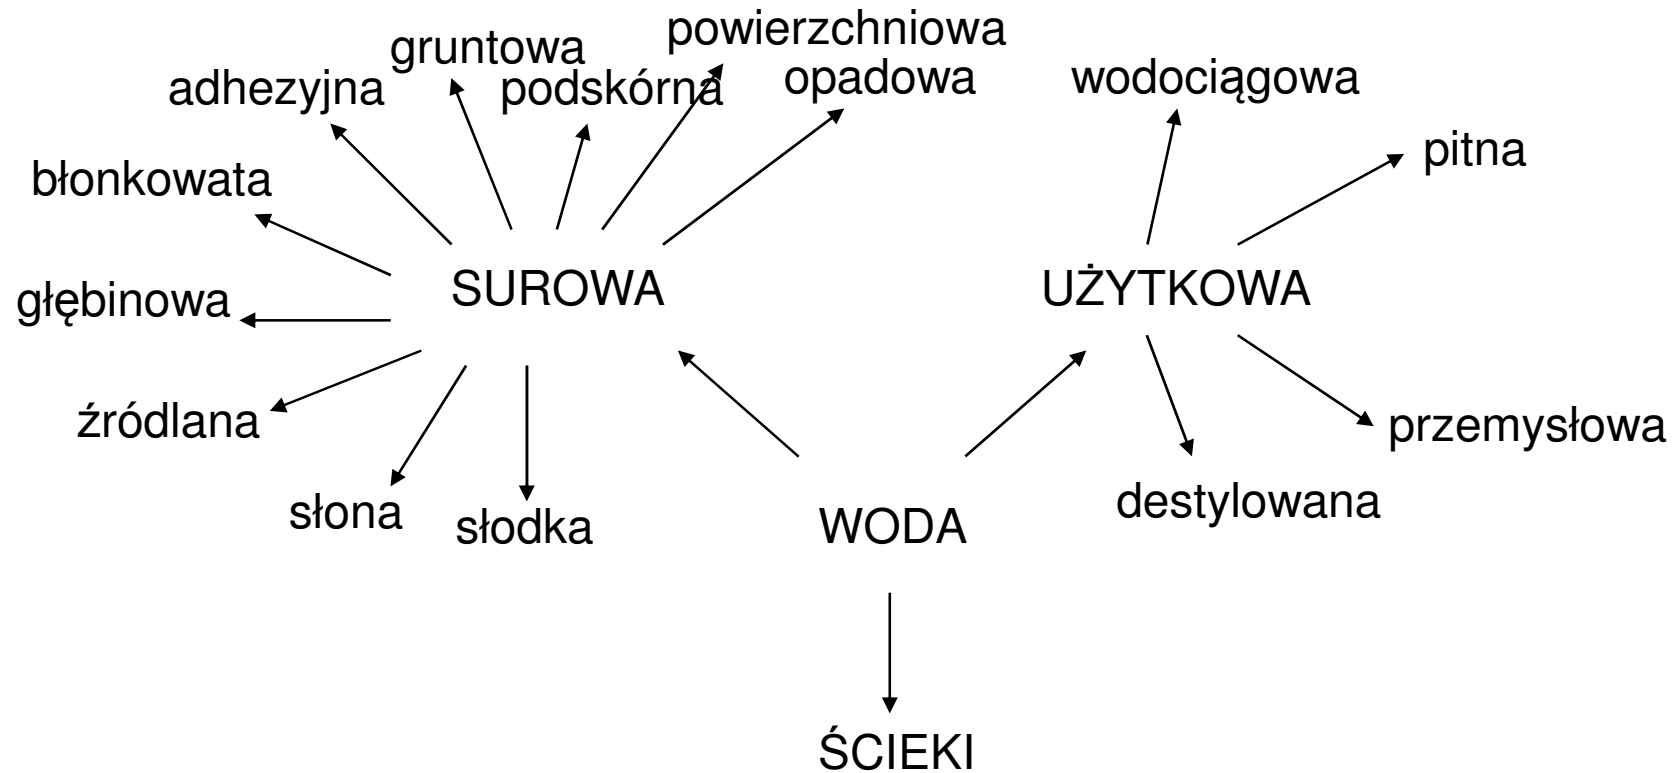 powierzchniowa
gruntowa
adhezyjna
podskórna
opadowa
wodociągowa
pitna
błonkowata
SUROWA
UŻYTKOWA
głębinowa
źródlana
przemysłowa
słona
słodka
WODA
destylowana
ŚCIEKI